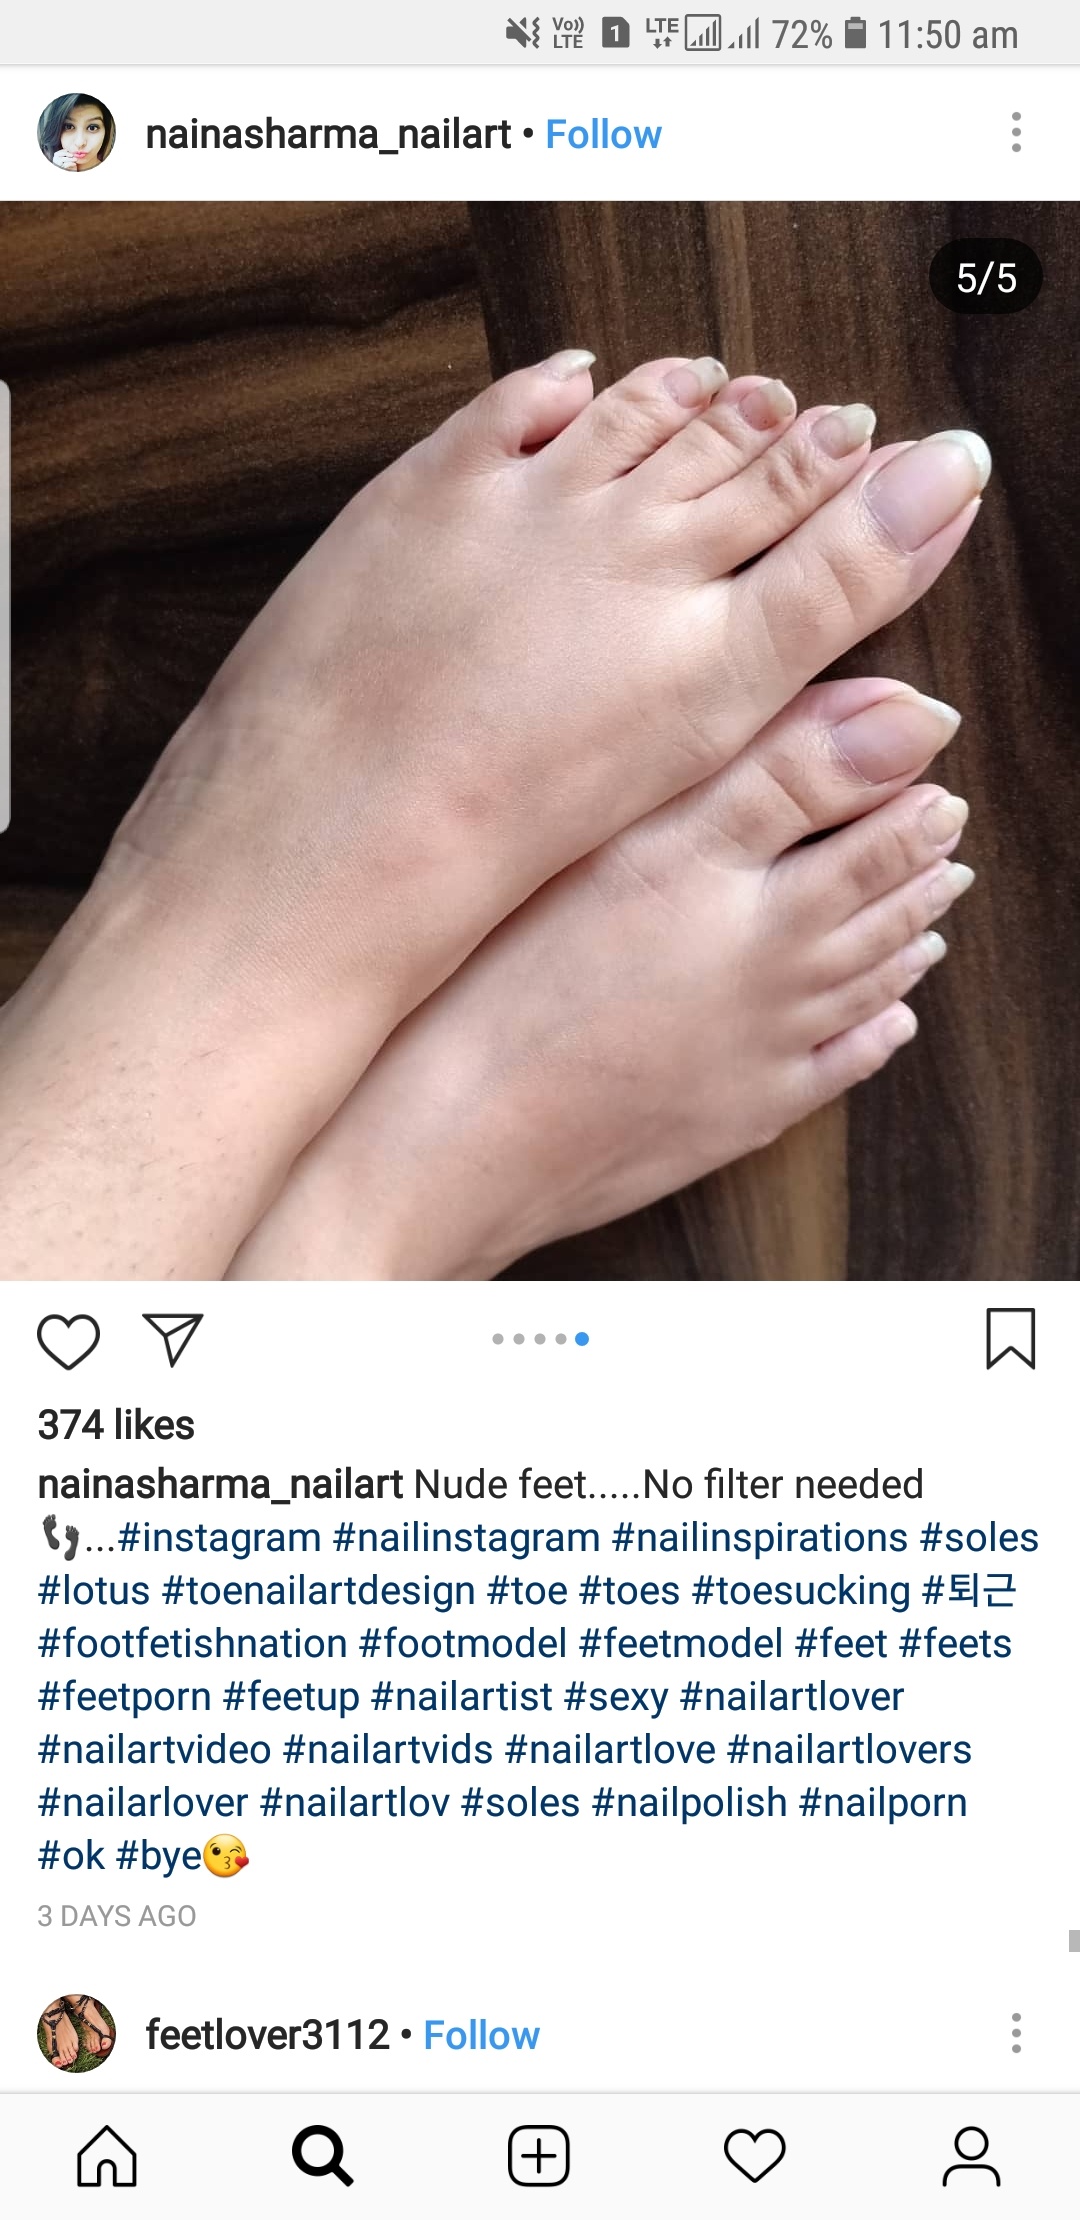 Vo)) LTE 1 LTE 72% 11:50 am
nainasharma_nailart • Follow
5/5
374 likes
nainasharma_nailart Nude feet.....No filter needed
👣...#instagram #nailinstagram #nailinspirations #soles
#lotus #toenailartdesign #toe #toes #toesucking #퇴근
#footfetishnation #footmodel #feetmodel #feet #feets
#feetporn #feetup #nailartist #sexy #nailartlover
#nailartvideo #nailartvids #nailartlove #nailartlovers
#nailarlover #nailartlov #soles #nailpolish #nailporn
#ok #bye😘
3 DAYS AGO
feetlover3112 • Follow